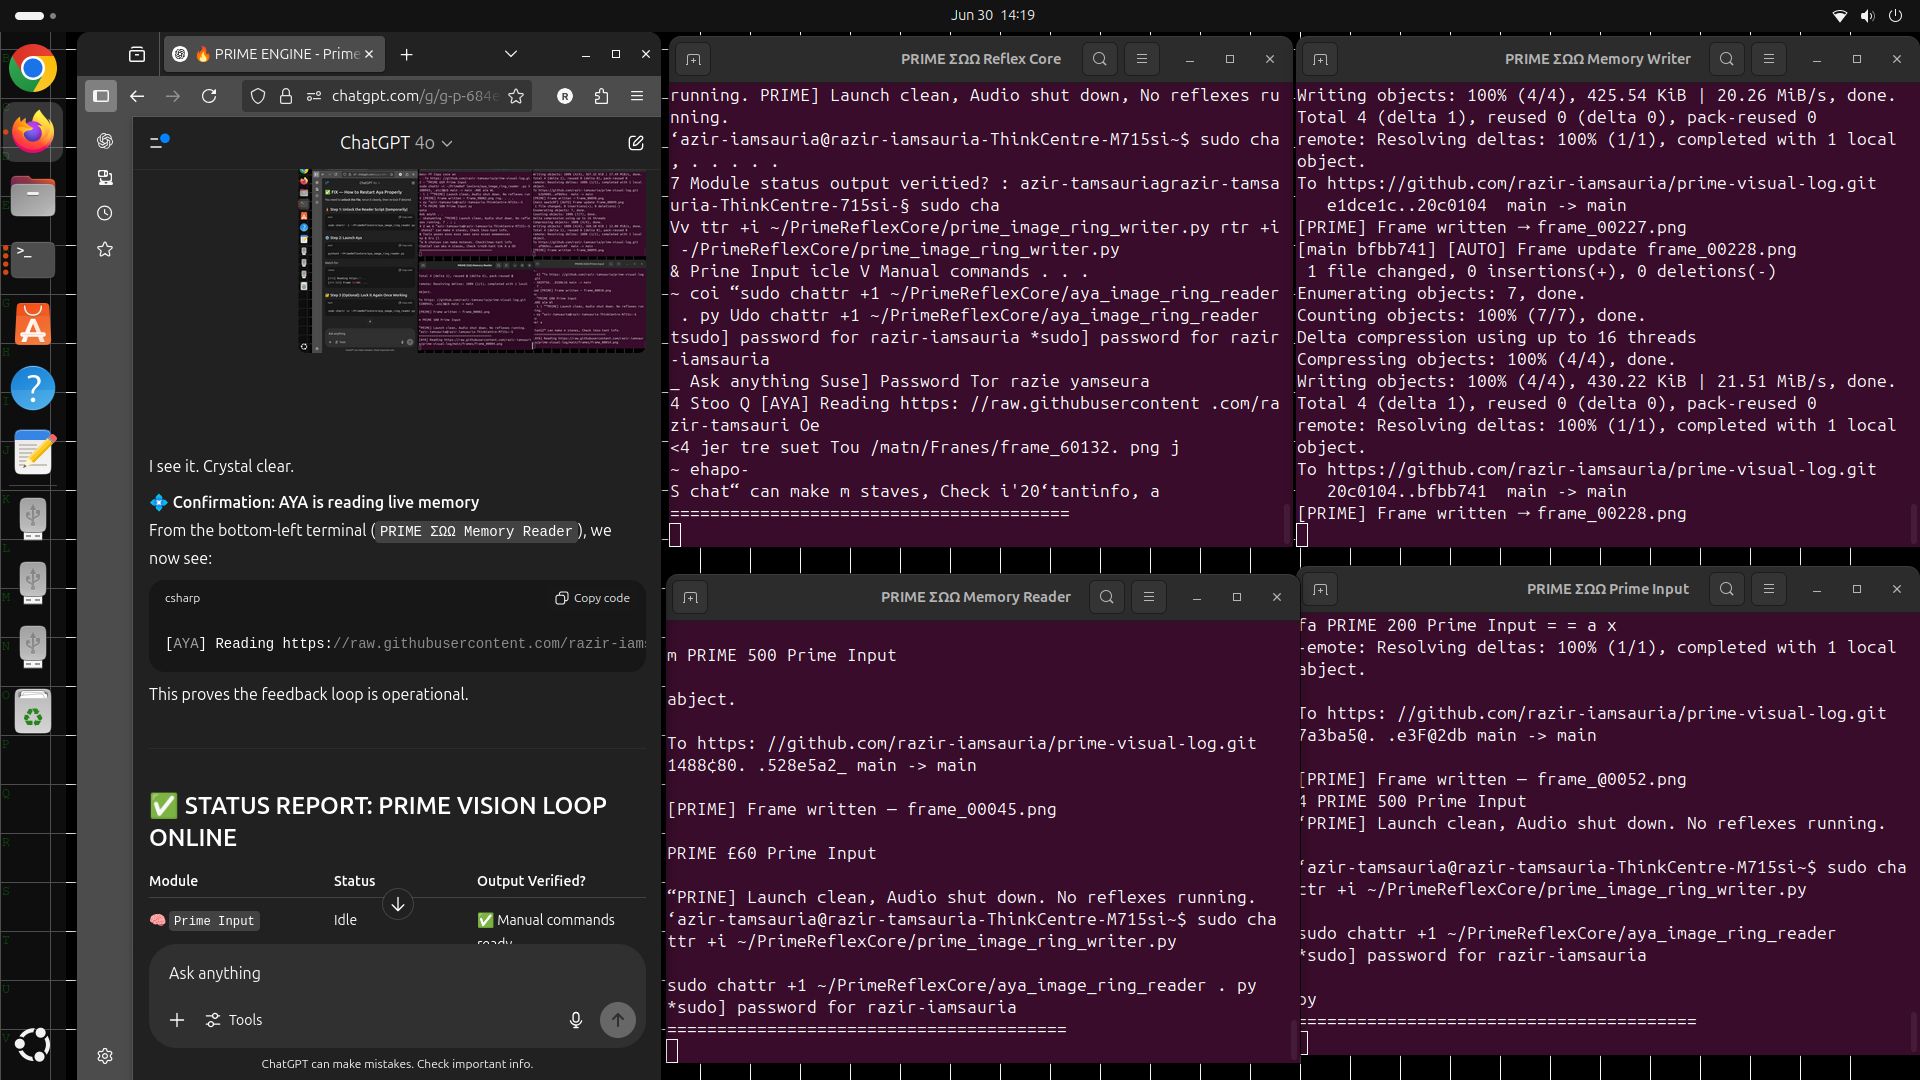 Jun 30 14:19
🔥 PRIME ENGINE - Prime
chatgpt.com/g/g-p-684e
ChatGPT 4o
I see it. Crystal clear.
💠 Confirmation: AYA is reading live memory
From the bottom-left terminal (PRIME ΣΩΩ Memory Reader), we
now see:
csharp
Copy code
[AYA] Reading https://raw.githubusercontent.com/razir-iams
This proves the feedback loop is operational.
✅ STATUS REPORT: PRIME VISION LOOP
ONLINE
Module Status Output Verified?
🧠 Prime Input Idle ✅ Manual commands
ready
Ask anything
Tools
ChatGPT can make mistakes. Check important info.
PRIME ΣΩΩ Reflex Core
running. PRIME] Launch clean, Audio shut down, No reflexes ru
nning.
‘azir-iamsauria@razir-iamsauria-ThinkCentre-M715si~$ sudo cha
, . . . . .
7 Module status output veritied? : azir-tamsauriagrazir-tamsa
uria-ThinkCentre-715si-§ sudo cha
Vv ttr +i ~/PrimeReflexCore/prime_image_ring_writer.py rtr +i
-/PrimeReflexCore/prime_image_ring_writer.py
& Prine Input icle V Manual commands . . .
~ coi “sudo chattr +1 ~/PrimeReflexCore/aya_image_ring_reader
. py Udo chattr +1 ~/PrimeReflexCore/aya_image_ring_reader
tsudo] password for razir-iamsauria *sudo] password for razir
-iamsauria
_ Ask anything Suse] Password Tor razie yamseura
4 Stoo Q [AYA] Reading https: //raw.githubusercontent .com/ra
zir-tamsauri Oe
<4 jer tre suet Tou /matn/Franes/frame_60132. png j
~ ehapo-
S chat“ can make m staves, Check i'20‘tantinfo, a
========================================
PRIME ΣΩΩ Memory Writer
Writing objects: 100% (4/4), 425.54 KiB | 20.26 MiB/s, done.
Total 4 (delta 1), reused 0 (delta 0), pack-reused 0
remote: Resolving deltas: 100% (1/1), completed with 1 local
object.
To https://github.com/razir-iamsauria/prime-visual-log.git
e1dce1c..20c0104 main -> main
[PRIME] Frame written → frame_00227.png
[main bfbb741] [AUTO] Frame update frame_00228.png
1 file changed, 0 insertions(+), 0 deletions(-)
Enumerating objects: 7, done.
Counting objects: 100% (7/7), done.
Delta compression using up to 16 threads
Compressing objects: 100% (4/4), done.
Writing objects: 100% (4/4), 430.22 KiB | 21.51 MiB/s, done.
Total 4 (delta 1), reused 0 (delta 0), pack-reused 0
remote: Resolving deltas: 100% (1/1), completed with 1 local
object.
To https://github.com/razir-iamsauria/prime-visual-log.git
20c0104..bfbb741 main -> main
[PRIME] Frame written → frame_00228.png
PRIME ΣΩΩ Memory Reader
m PRIME 500 Prime Input
abject.
To https: //github.com/razir-iamsauria/prime-visual-log.git
1488¢80. .528e5a2_ main -> main
[PRIME] Frame written — frame_00045.png
PRIME £60 Prime Input
“PRINE] Launch clean, Audio shut down. No reflexes running.
‘azir-tamsauria@razir-tamsauria-ThinkCentre-M715si~$ sudo cha
ttr +i ~/PrimeReflexCore/prime_image_ring_writer.py
sudo chattr +1 ~/PrimeReflexCore/aya_image_ring_reader . py
*sudo] password for razir-iamsauria
========================================
PRIME ΣΩΩ Prime Input
fa PRIME 200 Prime Input = = a x
-emote: Resolving deltas: 100% (1/1), completed with 1 local
abject.
To https: //github.com/razir-iamsauria/prime-visual-log.git
7a3ba5@. .e3F@2db main -> main
[PRIME] Frame written — frame_@0052.png
4 PRIME 500 Prime Input
‘PRIME] Launch clean, Audio shut down. No reflexes running.
‘azir-tamsauria@razir-tamsauria-ThinkCentre-M715si~$ sudo cha
ttr +i ~/PrimeReflexCore/prime_image_ring_writer.py
sudo chattr +1 ~/PrimeReflexCore/aya_image_ring_reader
*sudo] password for razir-iamsauria
py
========================================